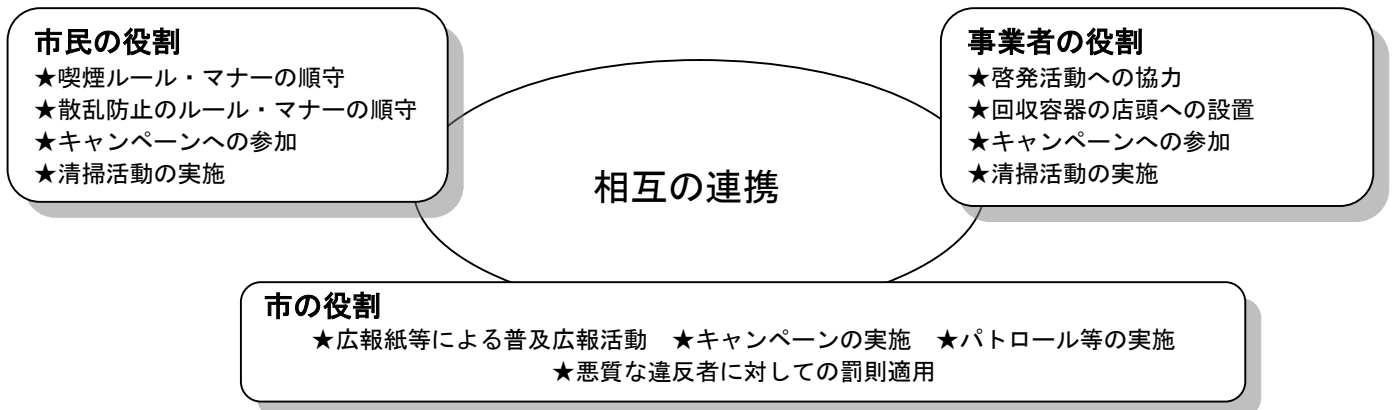 市民の役割
★喫煙ルール・マナーの順守
★散乱防止のルール・マナーの順守
★キャンペーンへの参加
★清掃活動の実施
事業者の役割
★啓発活動への協力
★回収容器の店頭への設置
★キャンペーンへの参加
★清掃活動の実施
相互の連携
市の役割
★広報紙等による普及広報活動　★キャンペーンの実施　★パトロール等の実施
★悪質な違反者に対しての罰則適用